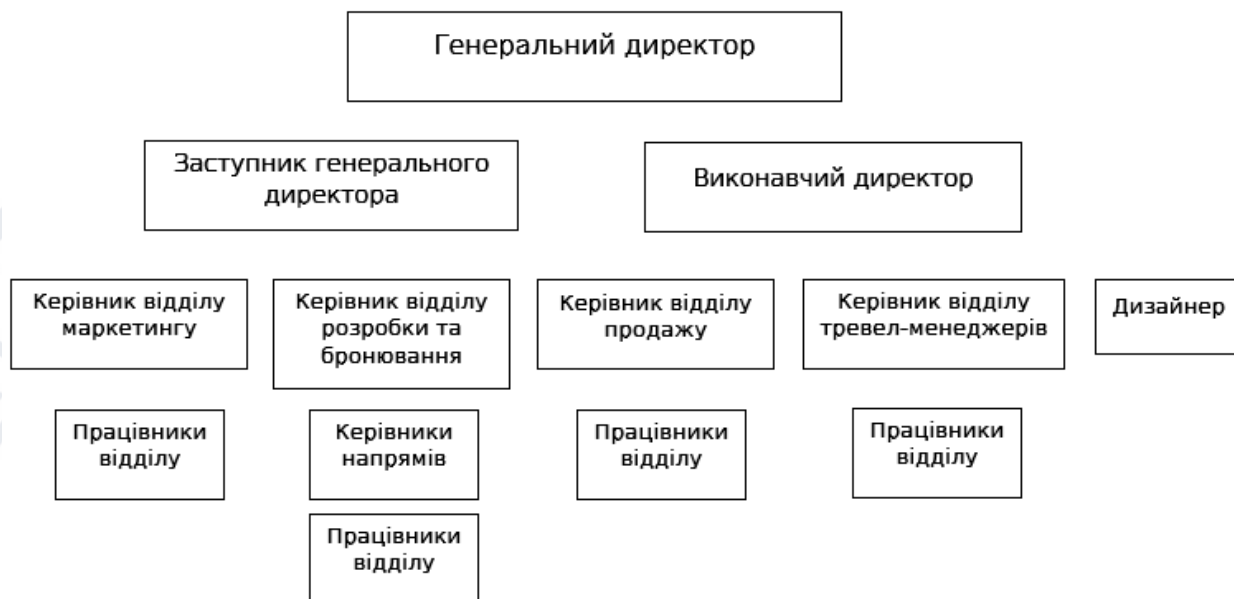 Генеральний директор
Заступник генерального
директора
Виконавчий директор
Керівник відділу
маркетингу
Керівник відділу
розробки та
бронювання
Керівник відділу
продажу
Керівник відділу
тревел-менеджерів
Дизайнер
Працівники
відділу
Керівники
напрямів
Працівники
відділу
Працівники
відділу
Працівники
відділу